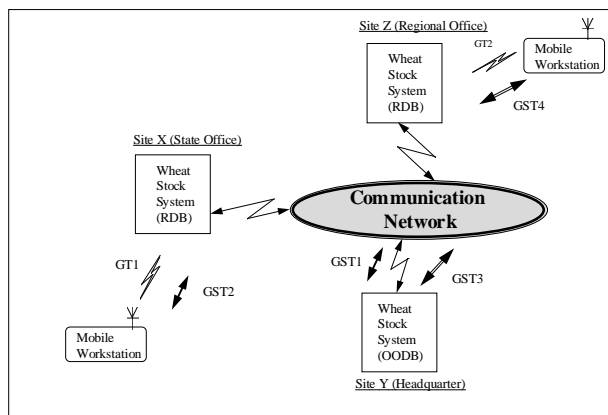 Site Z (Regional Office)
GT2
Mobile
Workstation
Wheat
Stock
System
(RDB)
GST4
Site X (State Office)
Wheat
Stock
System
(RDB)
Communication
Network
GT1
GST2
GST1
GST3
Mobile
Workstation
Wheat
Stock
System
(OODB)
Site Y (Headquarter)